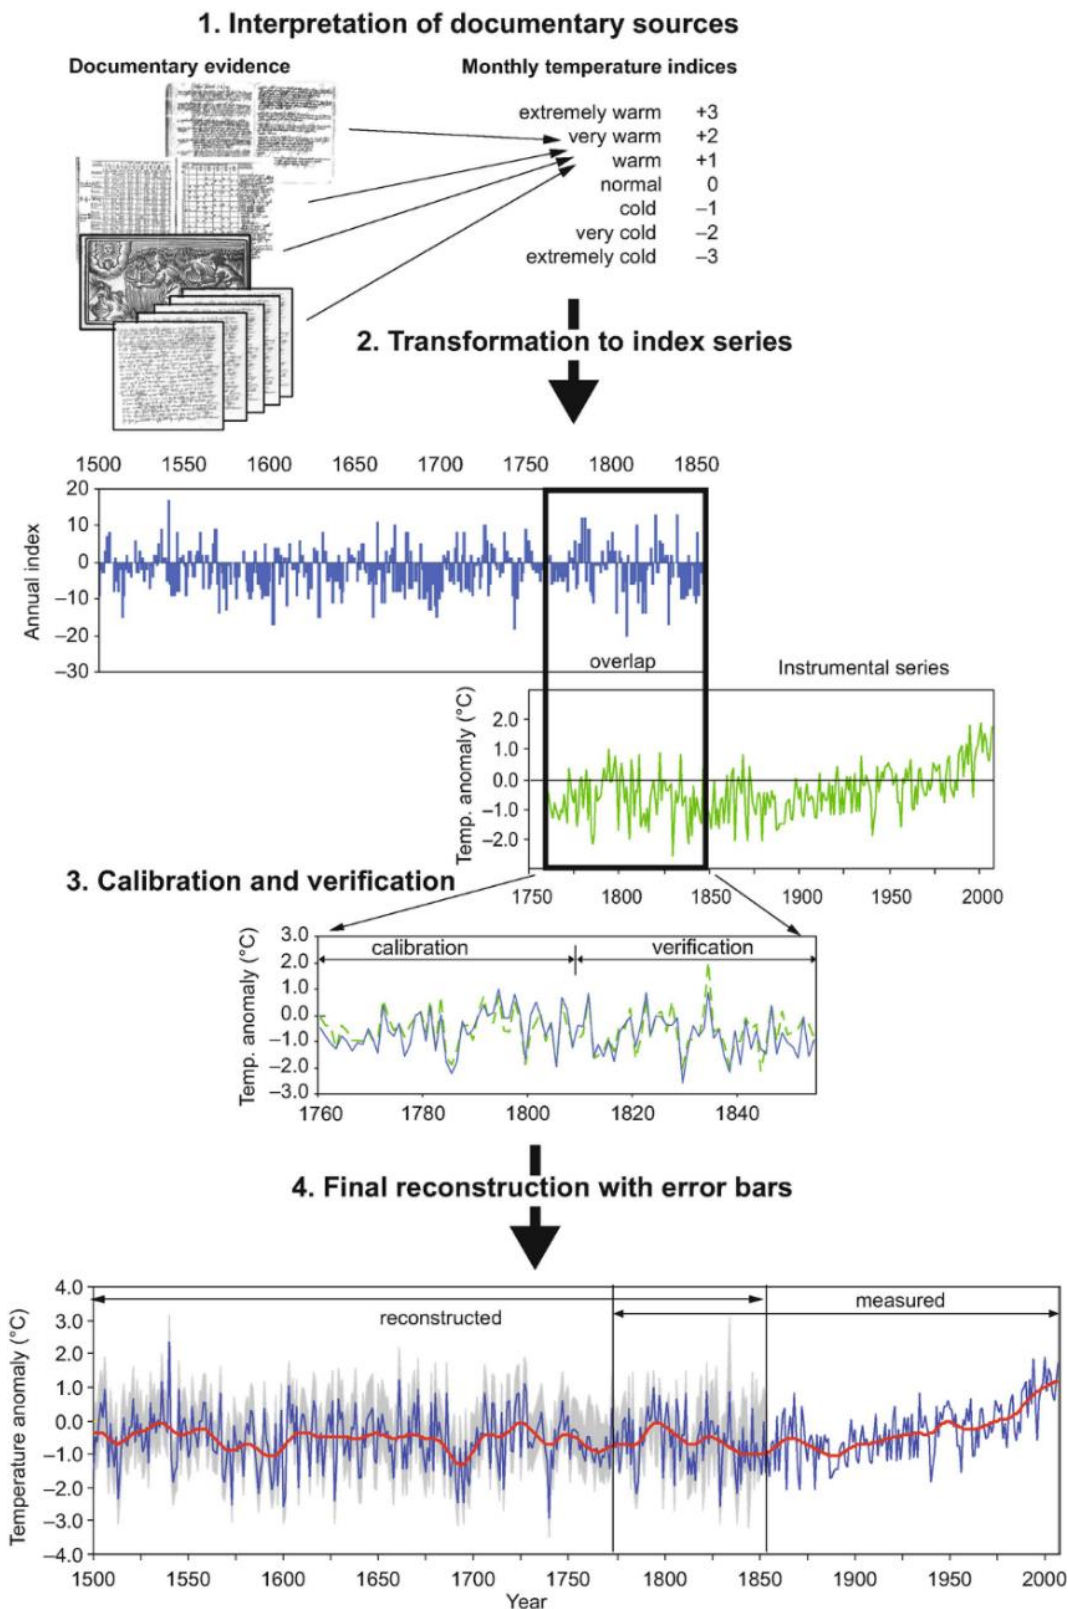 1. Interpretation of documentary sources
Documentary evidence
Monthly temperature indices
extremely warm +3
very warm +2
warm +1
normal 0
cold –1
very cold –2
extremely cold –3
2. Transformation to index series
1500 1550 1600 1650 1700 1750 1800 1850
Annual index
20
10
0
–10
–20
–30
overlap
Instrumental series
Temp. anomaly (°C)
2.0
1.0
0.0
–1.0
–2.0
1750 1800 1850 1900 1950 2000
3. Calibration and verification
Temp. anomaly (°C)
3.0
2.0
1.0
0.0
–1.0
–2.0
–3.0
calibration
verification
1760 1780 1800 1820 1840
4. Final reconstruction with error bars
Temperature anomaly (°C)
4.0
3.0
2.0
1.0
0.0
–1.0
–2.0
–3.0
–4.0
reconstructed
measured
1500 1550 1600 1650 1700 1750 1800 1850 1900 1950 2000
Year